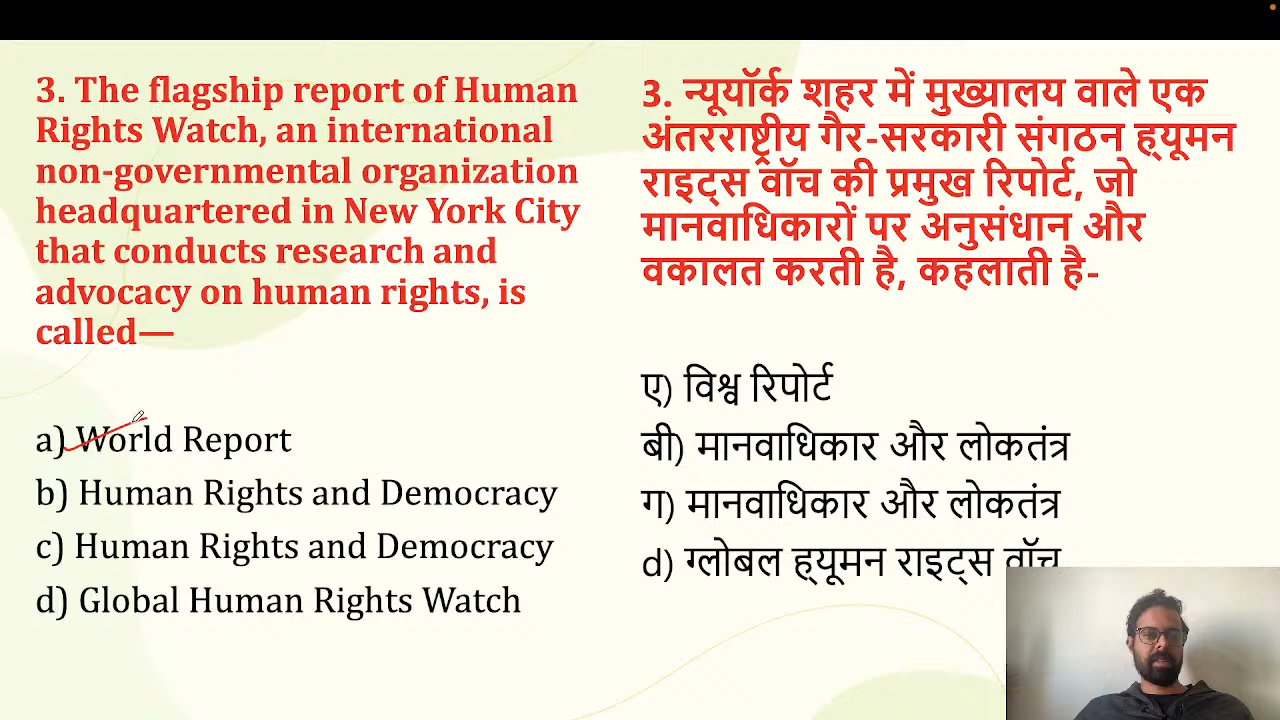 3. The flagship report of Human
Rights Watch, an international
non-governmental organization
headquartered in New York City
that conducts research and
advocacy on human rights, is
called—
a) World Report
b) Human Rights and Democracy
c) Human Rights and Democracy
d) Global Human Rights Watch
3. न्यूयॉर्क शहर में मुख्यालय वाले एक
अंतरराष्ट्रीय गैर-सरकारी संगठन ह्यूमन
राइट्स वॉच की प्रमुख रिपोर्ट, जो
मानवाधिकारों पर अनुसंधान और
वकालत करती है, कहलाती है-
ए) विश्व रिपोर्ट
बी) मानवाधिकार और लोकतंत्र
ग) मानवाधिकार और लोकतंत्र
d) ग्लोबल ह्यूमन राइट्स वॉच